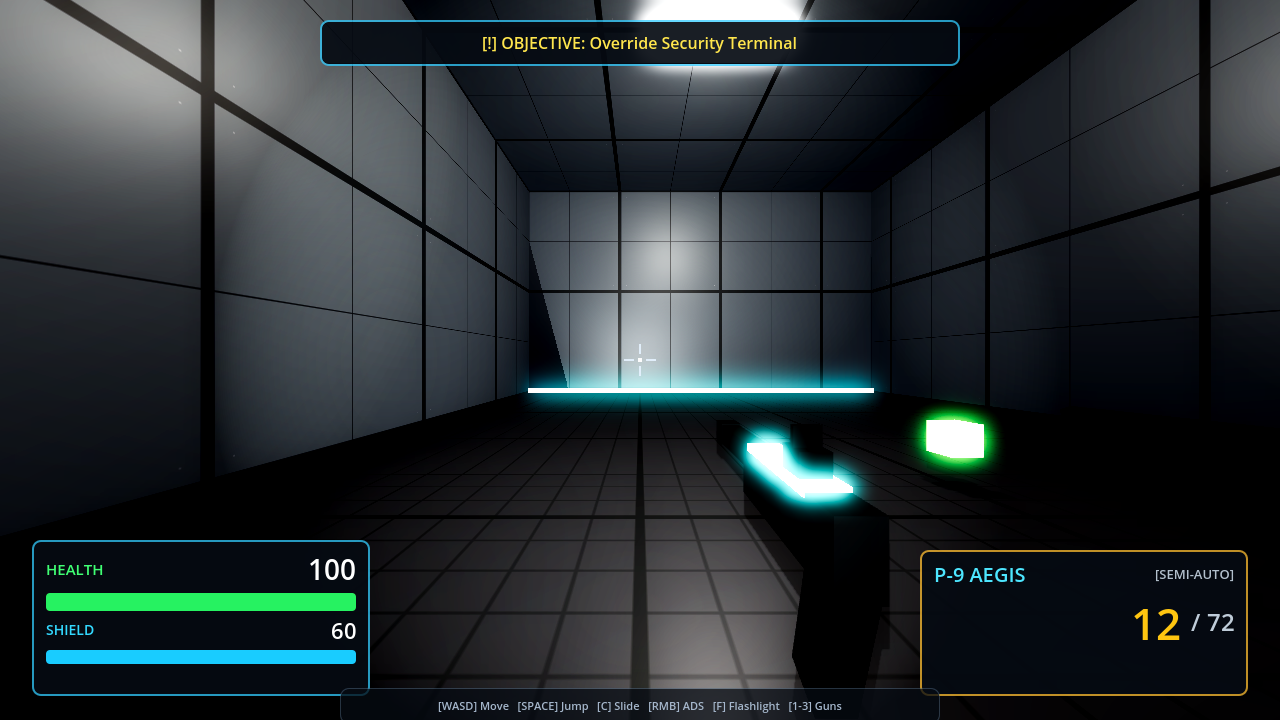 [!] OBJECTIVE: Override Security Terminal
HEALTH 100
SHIELD 60
P-9 AEGIS [SEMI-AUTO]
12 / 72
[WASD] Move [SPACE] Jump [C] Slide [RMB] ADS [F] Flashlight [1-3] Guns